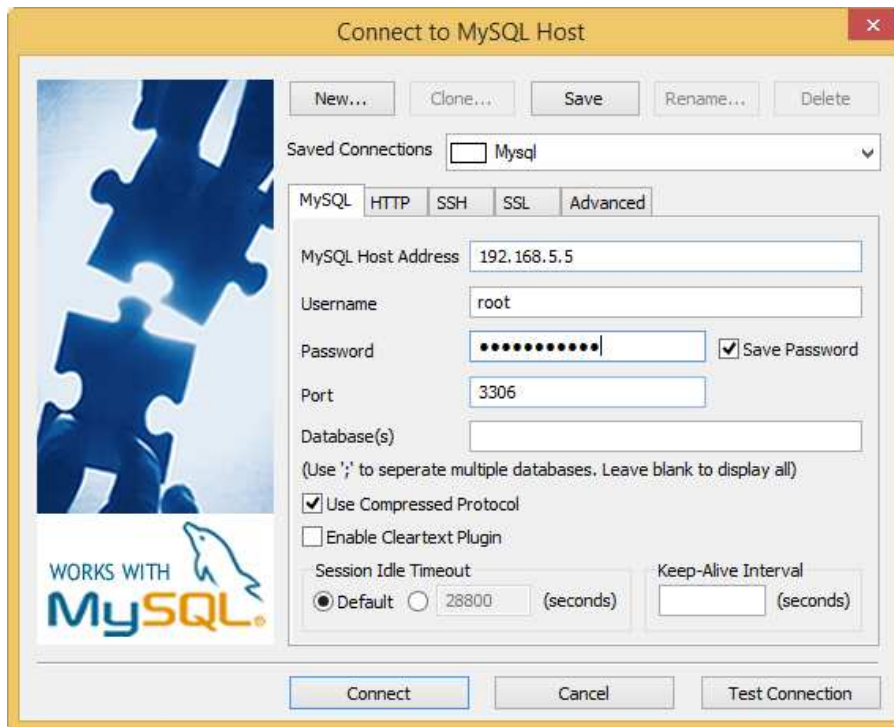 Connect to MySQL Host
New... Clone... Save Rename... Delete
Saved Connections Mysql
MySQL HTTP SSH SSL Advanced
MySQL Host Address 192.168.5.5
Username root
Password ●●●●●●●●●●● Save Password
Port 3306
Database(s)
(Use ';' to seperate multiple databases. Leave blank to display all)
Use Compressed Protocol
Enable Cleartext Plugin
Session Idle Timeout Keep-Alive Interval
Default 28800 (seconds) (seconds)
WORKS WITH
MySQL®
Connect Cancel Test Connection